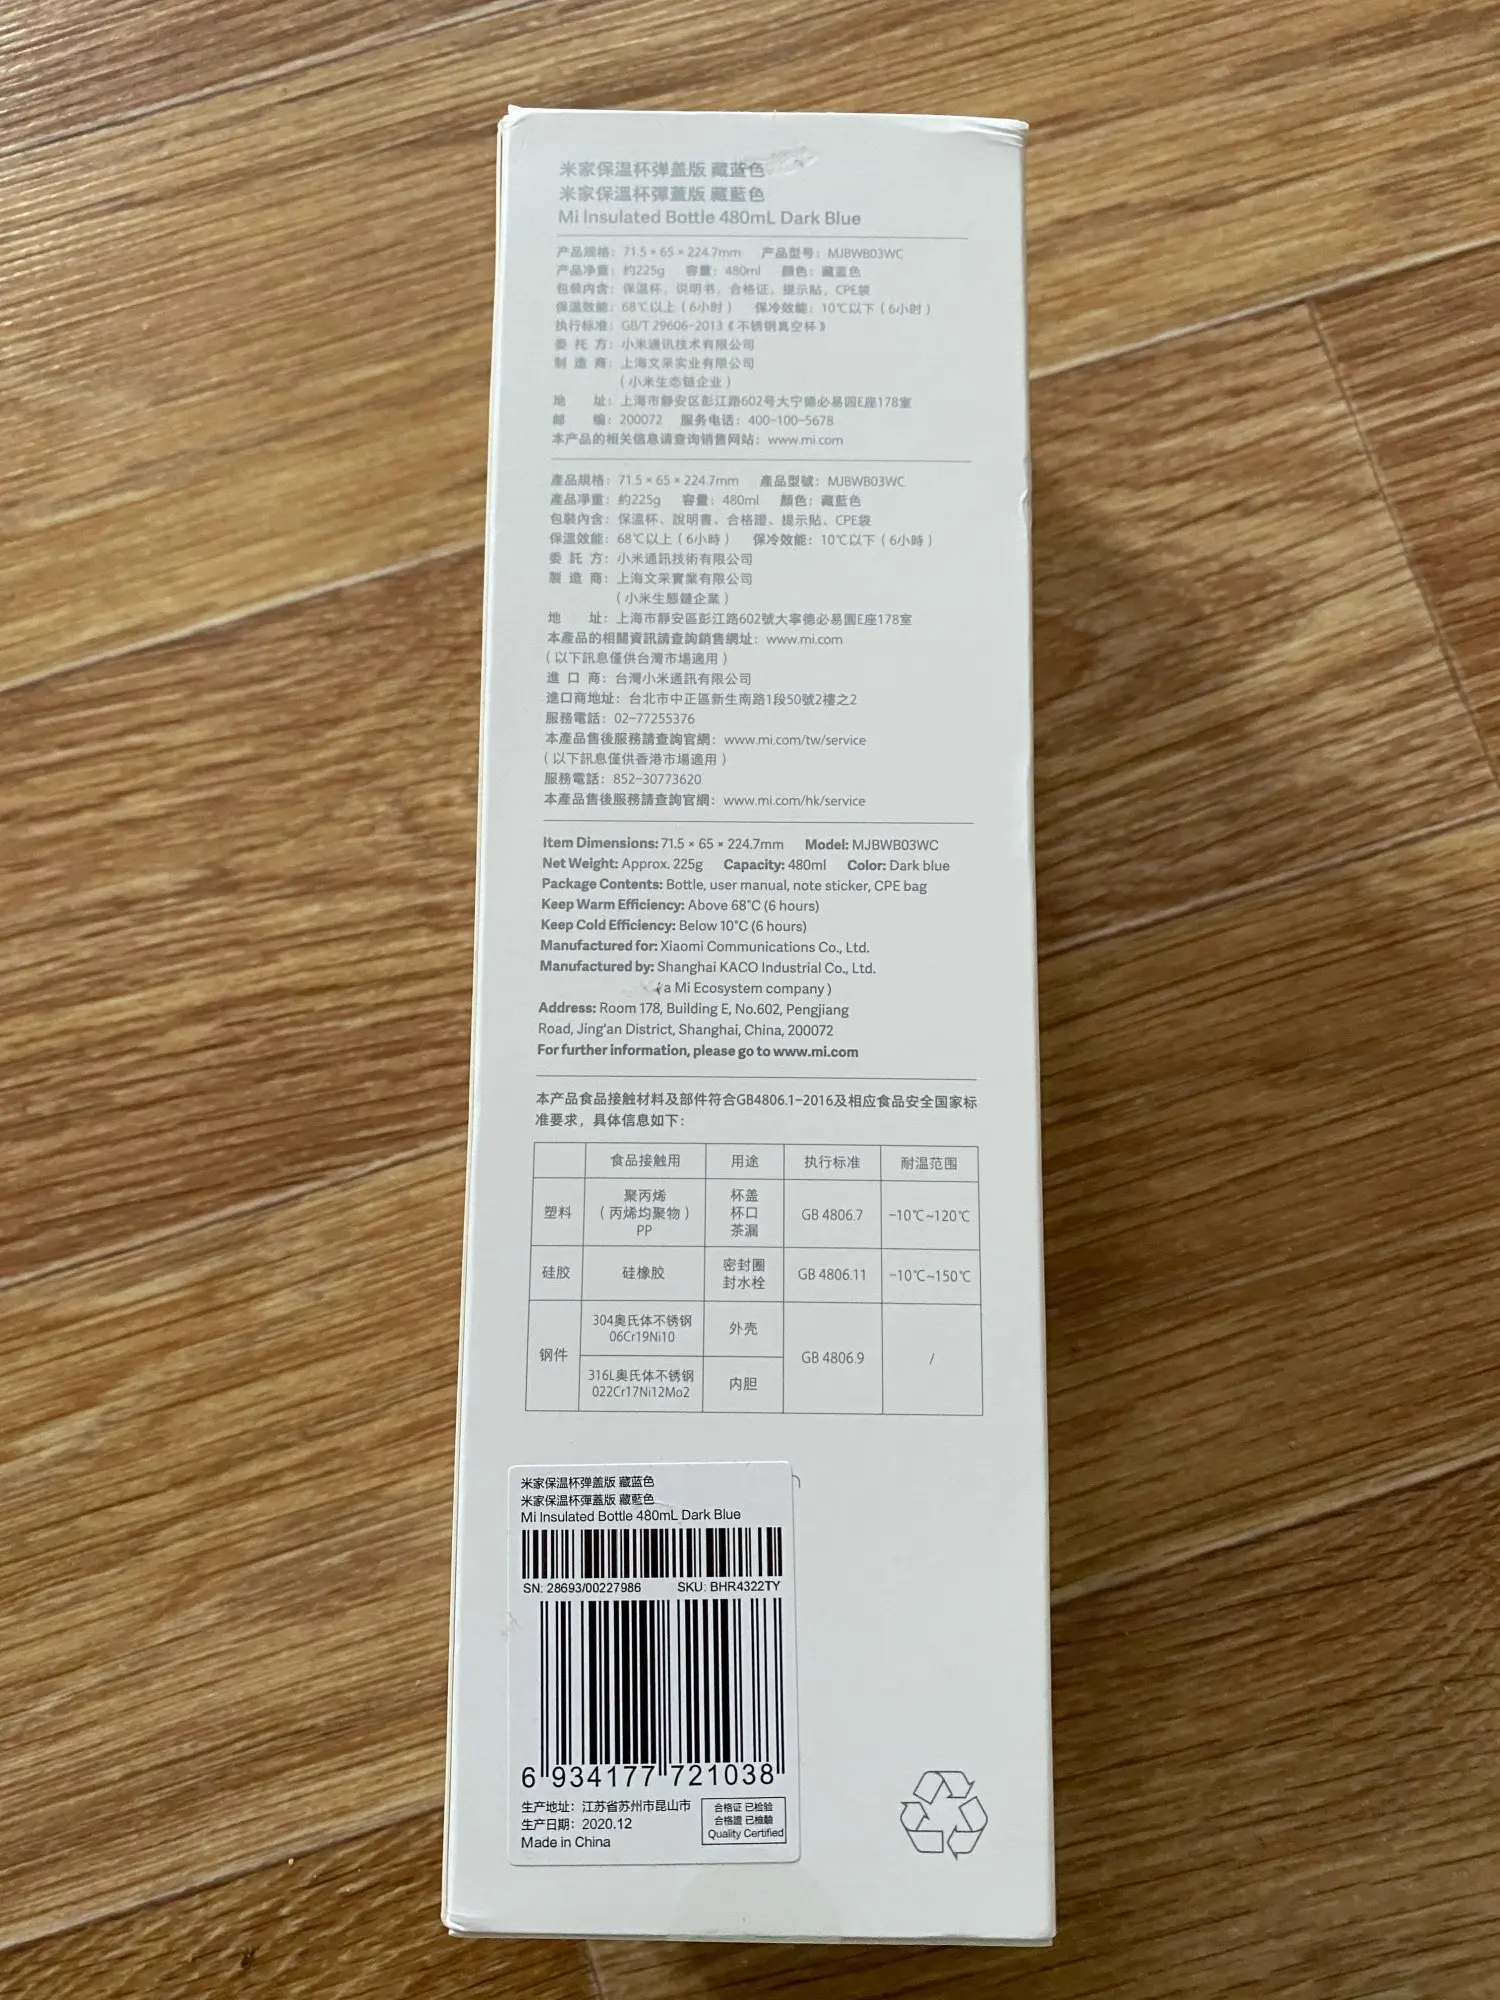 米家保温杯弹盖版 藏蓝色
米家保溫杯彈蓋版 藏藍色
Mi Insulated Bottle 480mL Dark Blue
产品规格：71.5 × 65 × 224.7mm 产品型号：MJBWB03WC
产品净重：约225g 容量：480ml 颜色：藏蓝色
包装内含：保温杯、说明书、合格证、提示贴、CPE袋
保温效能：68℃以上（6小时） 保冷效能：10℃以下（6小时）
执行标准：GB/T 29606-2013《不锈钢真空杯》
委 托 方：小米通讯技术有限公司
制 造 商：上海文采实业有限公司
（小米生态链企业）
地 址：上海市静安区彭江路602号大宁德必易园E座178室
邮 编：200072 服务电话：400-100-5678
本产品的相关信息请查询销售网站：www.mi.com
產品規格：71.5 × 65 × 224.7mm 產品型號：MJBWB03WC
產品淨重：約225g 容量：480ml 顏色：藏藍色
包裝內含：保溫杯、說明書、合格證、提示貼、CPE袋
保溫效能：68℃以上（6小時） 保冷效能：10℃以下（6小時）
委 託 方：小米通訊技術有限公司
製 造 商：上海文采實業有限公司
（小米生態鏈企業）
地 址：上海市靜安區彭江路602號大寧德必易園E座178室
本產品的相關資訊請查詢銷售網址：www.mi.com
（以下訊息僅供台灣市場適用）
進 口 商：台灣小米通訊有限公司
進口商地址：台北市中正區新生南路1段50號2樓之2
服務電話：02-77255376
本產品售後服務請查詢官網：www.mi.com/tw/service
（以下訊息僅供香港市場適用）
服務電話：852-30773620
本產品售後服務請查詢官網：www.mi.com/hk/service
Item Dimensions: 71.5 × 65 × 224.7mm Model: MJBWB03WC
Net Weight: Approx. 225g Capacity: 480ml Color: Dark blue
Package Contents: Bottle, user manual, note sticker, CPE bag
Keep Warm Efficiency: Above 68°C (6 hours)
Keep Cold Efficiency: Below 10°C (6 hours)
Manufactured for: Xiaomi Communications Co., Ltd.
Manufactured by: Shanghai KACO Industrial Co., Ltd.
(a Mi Ecosystem company)
Address: Room 178, Building E, No.602, Pengjiang
Road, Jing'an District, Shanghai, China, 200072
For further information, please go to www.mi.com
本产品食品接触材料及部件符合GB4806.1-2016及相应食品安全国家标
准要求，具体信息如下：
食品接触用 用途 执行标准 耐温范围
塑料 聚丙烯（丙烯均聚物）PP 杯盖 杯口 茶漏 GB 4806.7 -10℃~120℃
硅胶 硅橡胶 密封圈 封水栓 GB 4806.11 -10℃~150℃
钢件 304奥氏体不锈钢 06Cr19Ni10 外壳 GB 4806.9 /
316L奥氏体不锈钢 022Cr17Ni12Mo2 内胆
米家保温杯弹盖版 藏蓝色
米家保温杯彈蓋版 藏藍色
Mi Insulated Bottle 480mL Dark Blue
SN: 28693/00227986 SKU: BHR4322TY
6 934177 721038
生产地址：江苏省苏州市昆山市
生产日期：2020.12
Made in China
合格证 已检验
合格證 已檢驗
Quality Certified